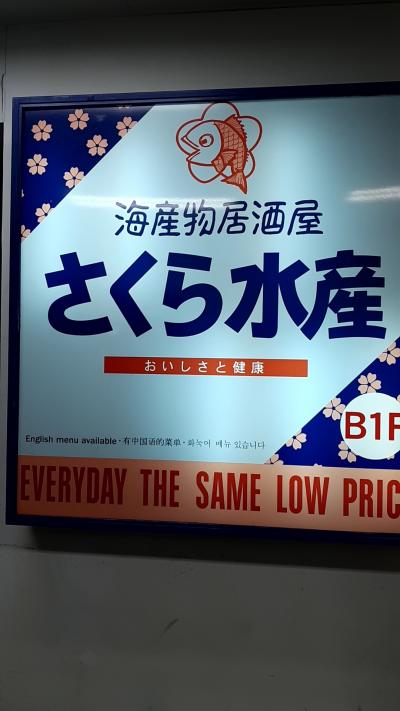 海産物居酒屋
さくら水産
おいしさと健康
B1F
English menu available・有中国语的菜单・화눅어 메뉴 있습니다
EVERYDAY THE SAME LOW PRIC